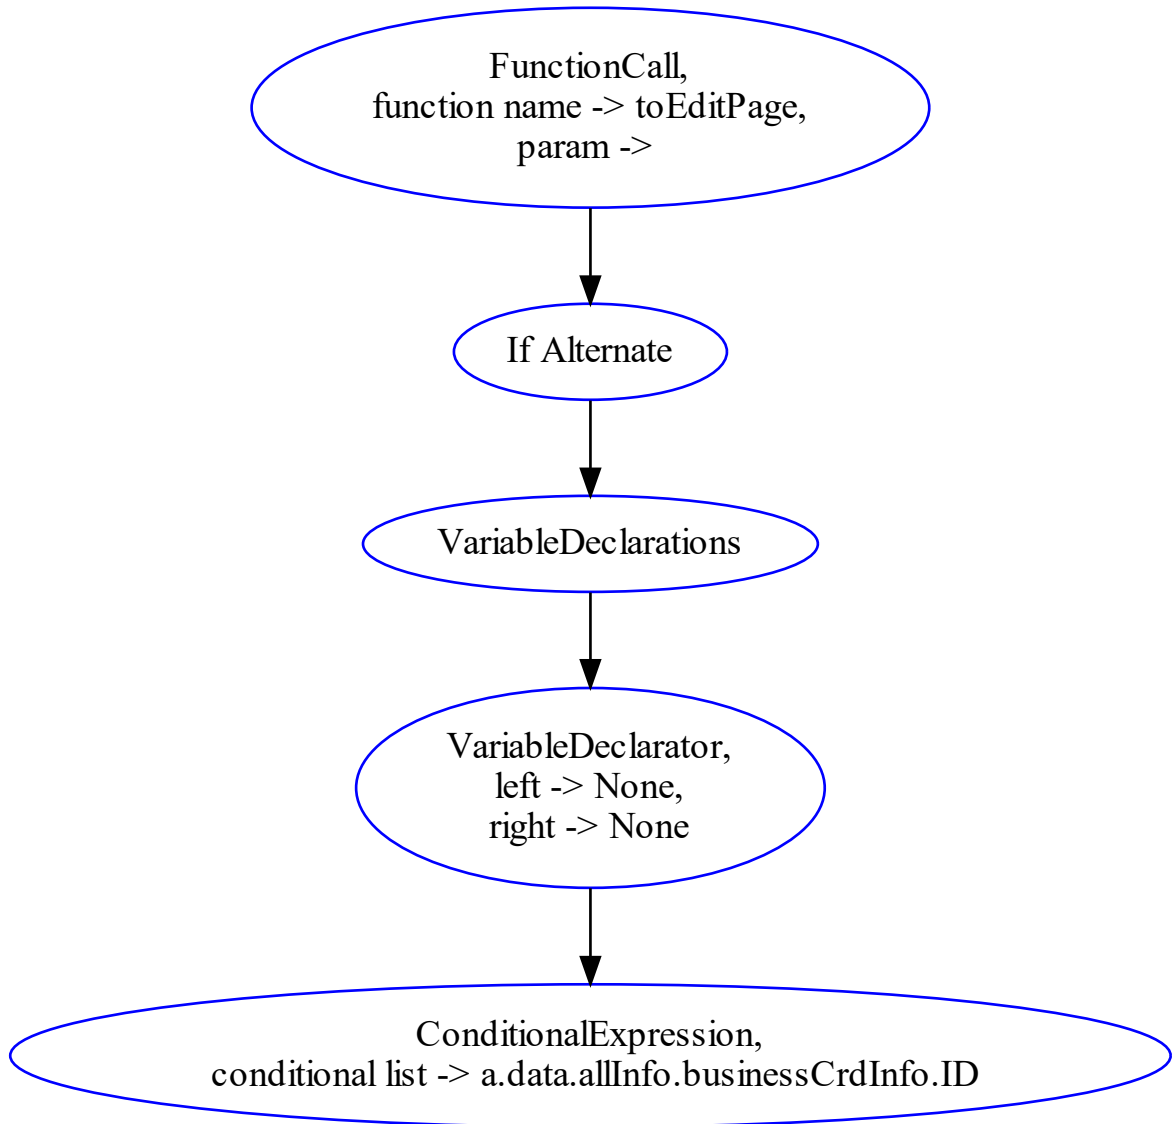 FunctionCall,
function name -> toEditPage,
param ->
If Alternate
VariableDeclarations
VariableDeclarator,
left -> None,
right -> None
ConditionalExpression,
conditional list -> a.data.allInfo.businessCrdInfo.ID